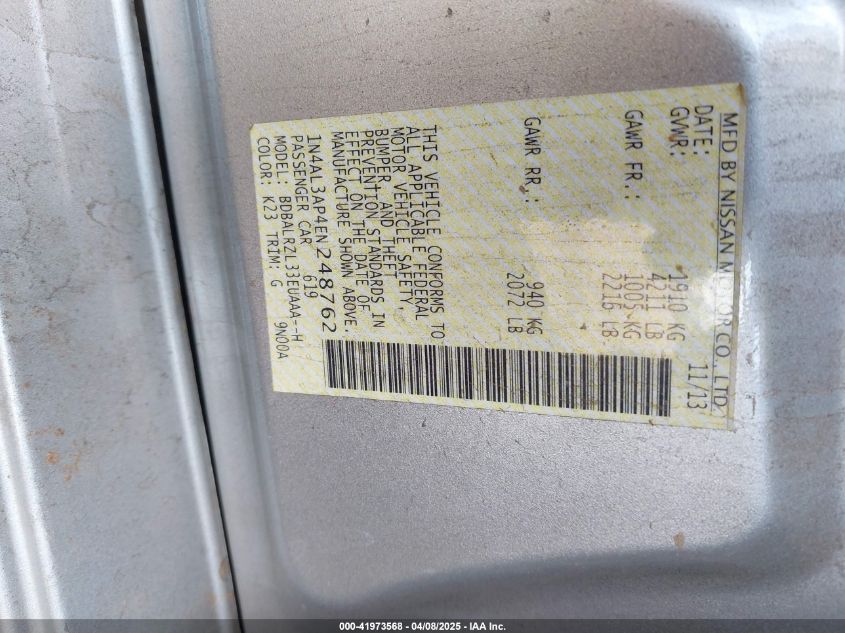 MFD BY NISSAN MOTOR CO., LTD.
DATE: 11/13
GVWR: 1910 KG
4211 LB
GAWR FR.: 1005 KG
2216 LB
GAWR RR.: 940 KG
2072 LB
THIS VEHICLE CONFORMS TO
ALL APPLICABLE FEDERAL
MOTOR VEHICLE SAFETY,
BUMPER, AND THEFT
PREVENTION STANDARDS IN
EFFECT ON THE DATE OF
MANUFACTURE SHOWN ABOVE.
1N4AL3AP4EN248762
PASSENGER CAR 619
MODEL: BDBALRZL33EUAAA--H
COLOR: K23 TRIM: G 9N00A
000-41973568 | 04/08/2025 - IAA Inc.